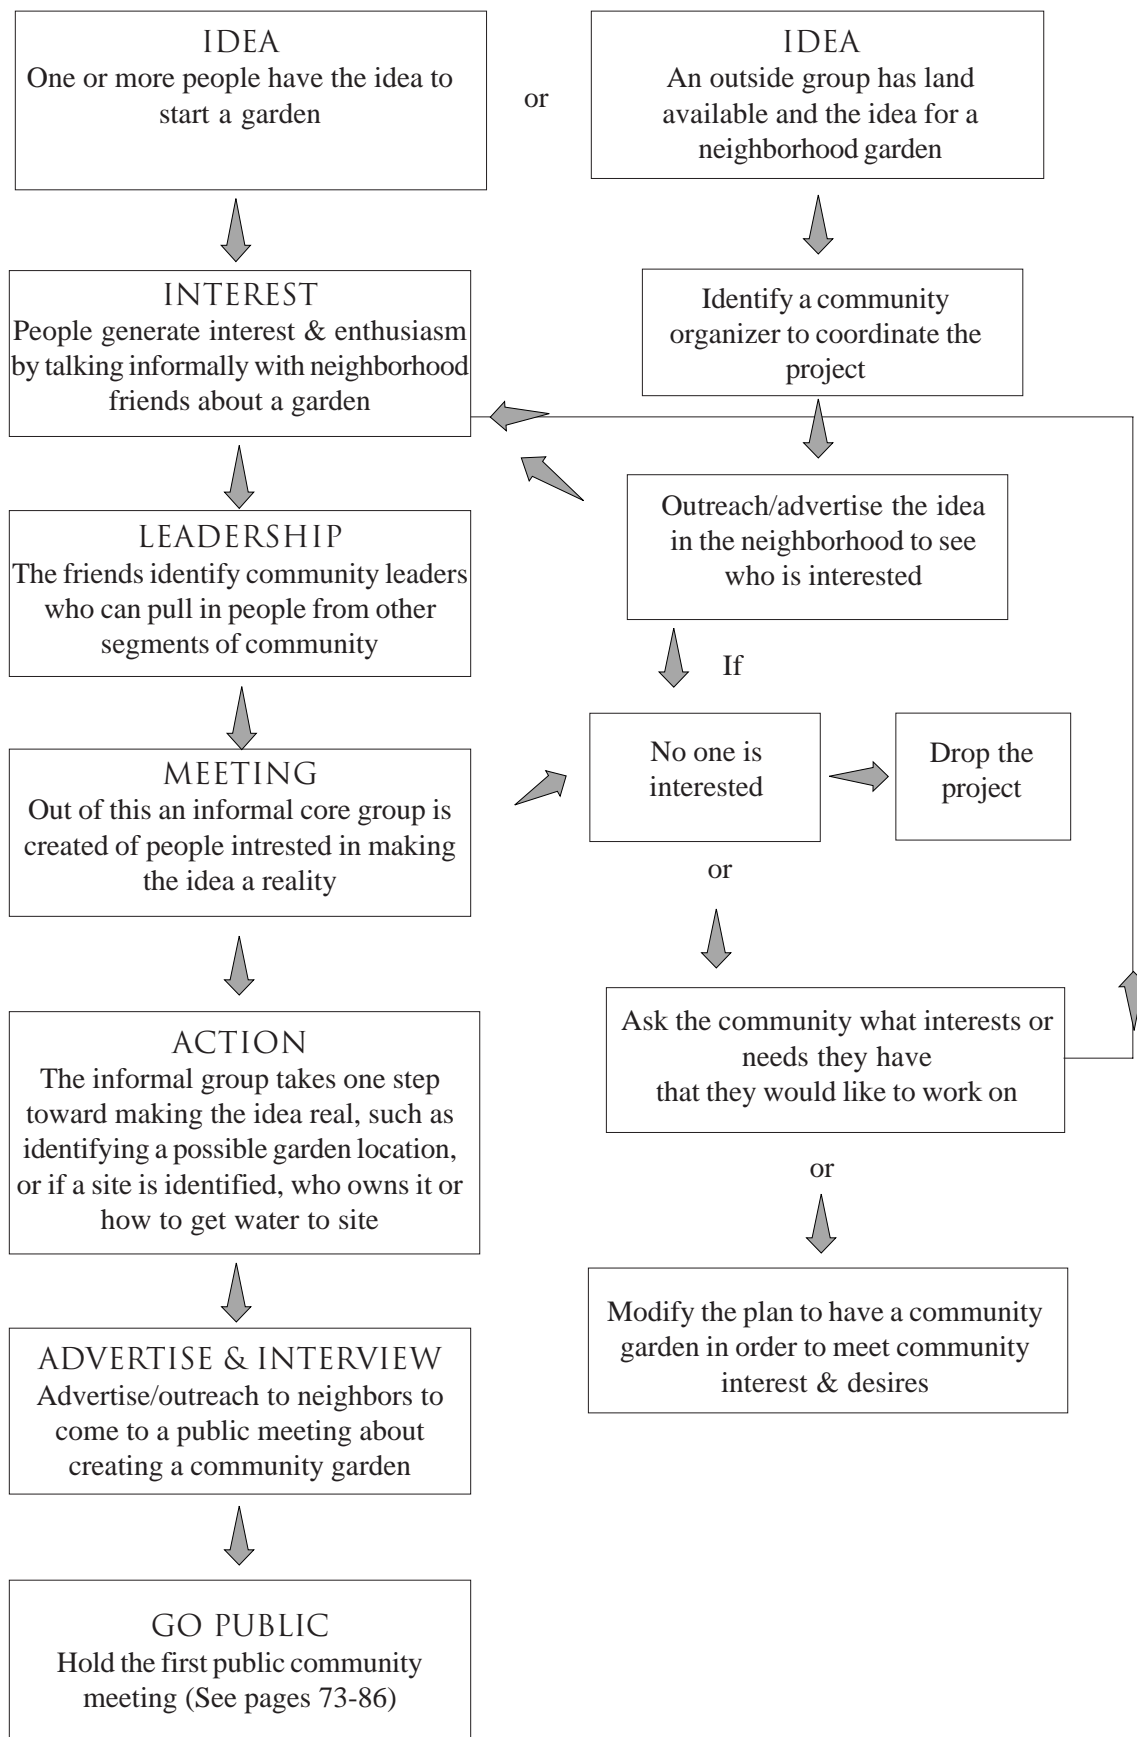 IDEA
One or more people have the idea to
start a garden
or
IDEA
An outside group has land
available and the idea for a
neighborhood garden
INTEREST
People generate interest & enthusiasm
by talking informally with neighborhood
friends about a garden
Identify a community
organizer to coordinate the
project
LEADERSHIP
The friends identify community leaders
who can pull in people from other
segments of community
Outreach/advertise the idea
in the neighborhood to see
who is interested
If
MEETING
Out of this an informal core group is
created of people intrested in making
the idea a reality
No one is
interested
Drop the
project
or
ACTION
The informal group takes one step
toward making the idea real, such as
identifying a possible garden location,
or if a site is identified, who owns it or
how to get water to site
Ask the community what interests or
needs they have
that they would like to work on
or
ADVERTISE & INTERVIEW
Advertise/outreach to neighbors to
come to a public meeting about
creating a community garden
Modify the plan to have a community
garden in order to meet community
interest & desires
GO PUBLIC
Hold the first public community
meeting (See pages 73-86)